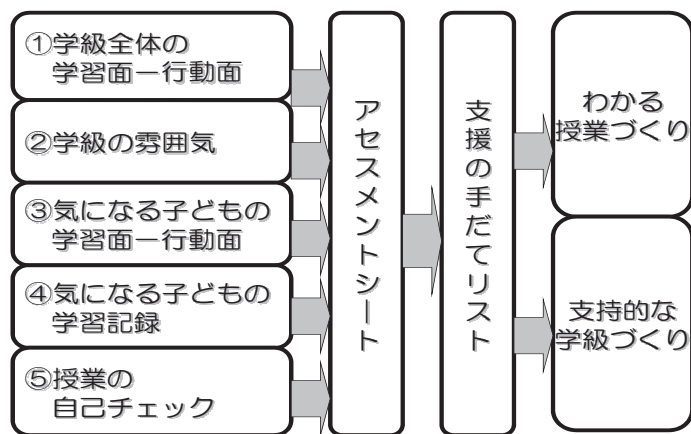 ①学級全体の
学習面ー行動面
②学級の雰囲気
③気になる子どもの
学習面ー行動面
④気になる子どもの
学習記録
⑤授業の
自己チェック
アセスメントシート
支援の手だてリスト
わかる
授業づくり
支持的な
学級づくり